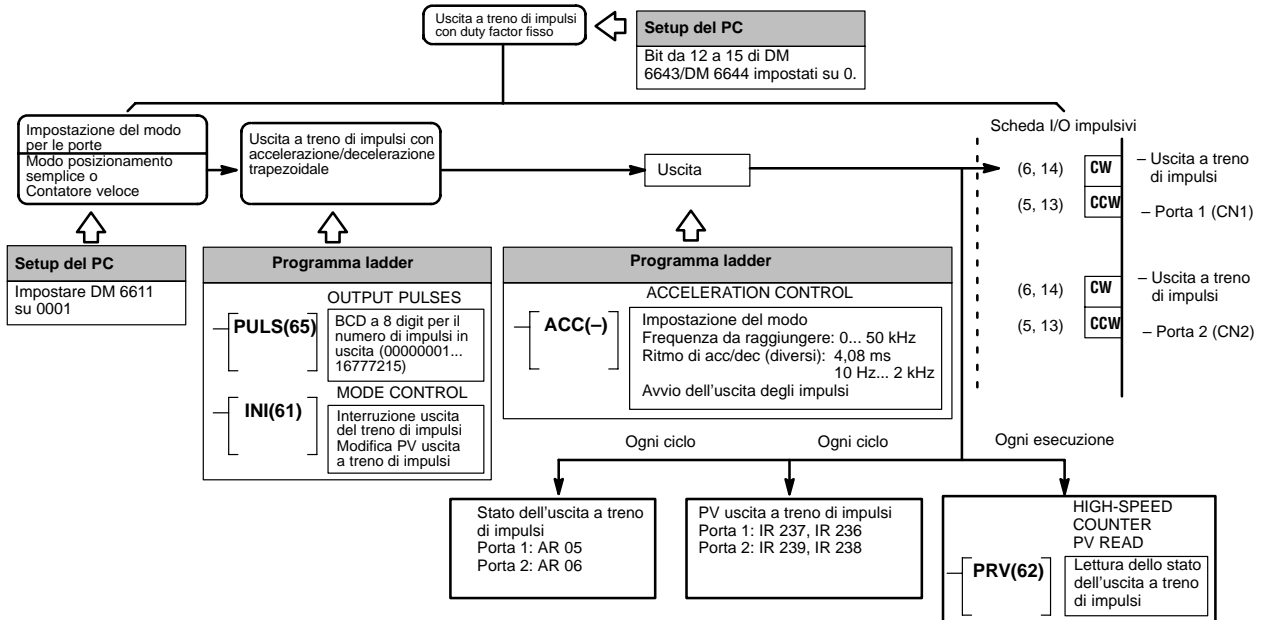 Uscita a treno di impulsi
con duty factor fisso
Setup del PC
Bit da 12 a 15 di DM
6643/DM 6644 impostati su 0.
Impostazione del modo
per le porte
Modo posizionamento
semplice o
Contatore veloce
Uscita a treno di impulsi con
accelerazione/decelerazione
trapezoidale
Uscita
Scheda I/O impulsivi
(6, 14) CW – Uscita a treno
di impulsi
(5, 13) CCW – Porta 1 (CN1)
(6, 14) CW – Uscita a treno
di impulsi
(5, 13) CCW – Porta 2 (CN2)
Setup del PC
Impostare DM 6611
su 0001
Programma ladder
OUTPUT PULSES
PULS(65)
BCD a 8 digit per il
numero di impulsi in
uscita (00000001...
16777215)
MODE CONTROL
INI(61)
Interruzione uscita
del treno di impulsi
Modifica PV uscita
a treno di impulsi
Programma ladder
ACCELERATION CONTROL
ACC(–)
Impostazione del modo
Frequenza da raggiungere: 0... 50 kHz
Ritmo di acc/dec (diversi): 4,08 ms
10 Hz... 2 kHz
Avvio dell'uscita degli impulsi
Ogni ciclo
Ogni ciclo
Ogni esecuzione
Stato dell'uscita a treno
di impulsi
Porta 1: AR 05
Porta 2: AR 06
PV uscita a treno di impulsi
Porta 1: IR 237, IR 236
Porta 2: IR 239, IR 238
HIGH-SPEED
COUNTER
PV READ
PRV(62)
Lettura dello stato
dell'uscita a treno
di impulsi